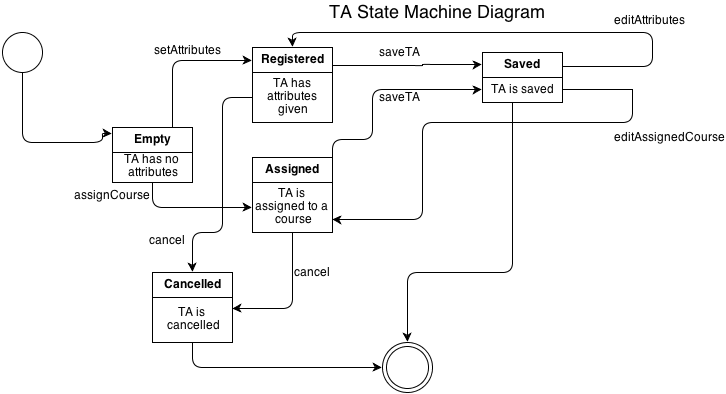 TA State Machine Diagram
editAttributes
setAttributes
Registered
TA has
attributes
given
saveTA
Saved
TA is saved
saveTA
Empty
TA has no
attributes
editAssignedCourse
assignCourse
Assigned
TA is
assigned to a
course
cancel
cancel
Cancelled
TA is
cancelled